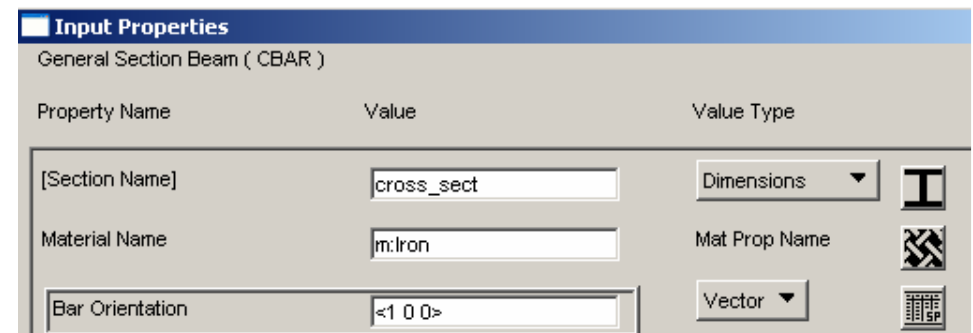 Input Properties
General Section Beam ( CBAR )
Property Name Value Value Type
[Section Name] cross_sect Dimensions
Material Name m:Iron Mat Prop Name
Bar Orientation <1 0 0> Vector
SP